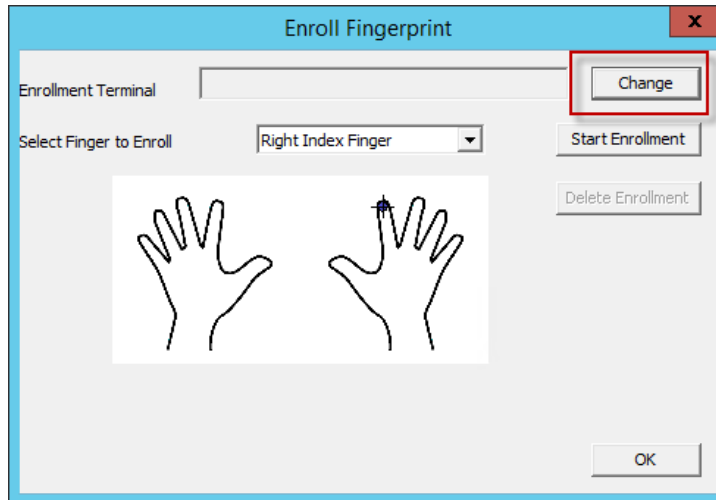 Enroll Fingerprint
x
Enrollment Terminal
Change
Select Finger to Enroll
Right Index Finger
Start Enrollment
Delete Enrollment
OK